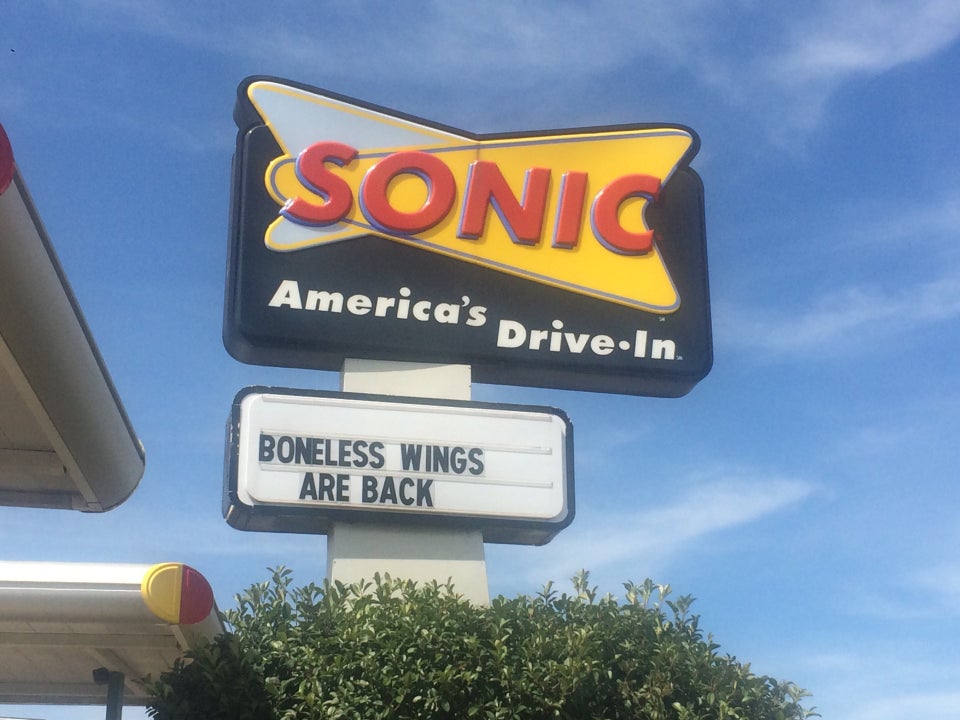 SONIC
America's Drive-In
BONELESS WINGS
ARE BACK